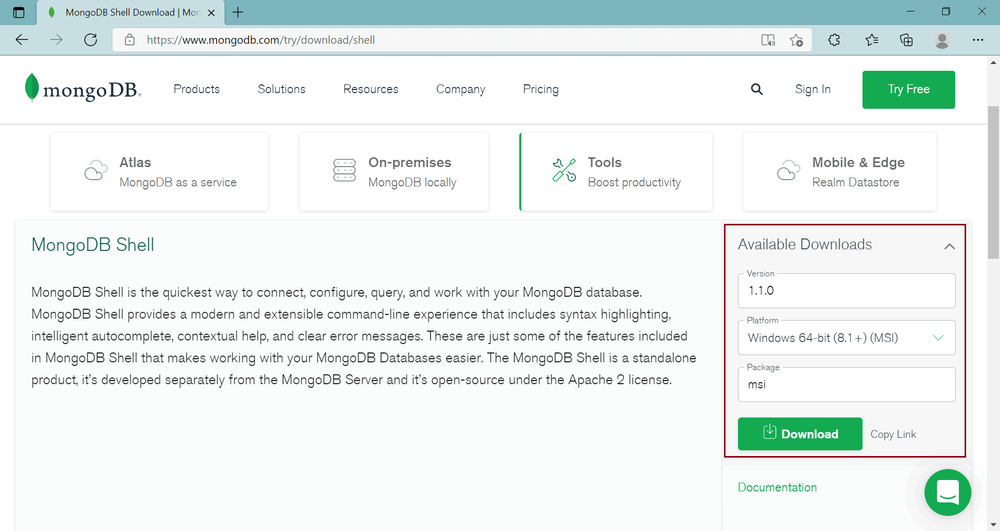 MongoDB Shell Download | Mon
https://www.mongodb.com/try/download/shell
mongoDB®
Products
Solutions
Resources
Company
Pricing
Sign In
Try Free
Atlas
MongoDB as a service
On-premises
MongoDB locally
Tools
Boost productivity
Mobile & Edge
Realm Datastore
MongoDB Shell
MongoDB Shell is the quickest way to connect, configure, query, and work with your MongoDB database.
MongoDB Shell provides a modern and extensible command-line experience that includes syntax highlighting,
intelligent autocomplete, contextual help, and clear error messages. These are just some of the features included
in MongoDB Shell that makes working with your MongoDB Databases easier. The MongoDB Shell is a standalone
product, it’s developed separately from the MongoDB Server and it’s open-source under the Apache 2 license.
Available Downloads
Version
1.1.0
Platform
Windows 64-bit (8.1+) (MSI)
Package
msi
Download
Copy Link
Documentation